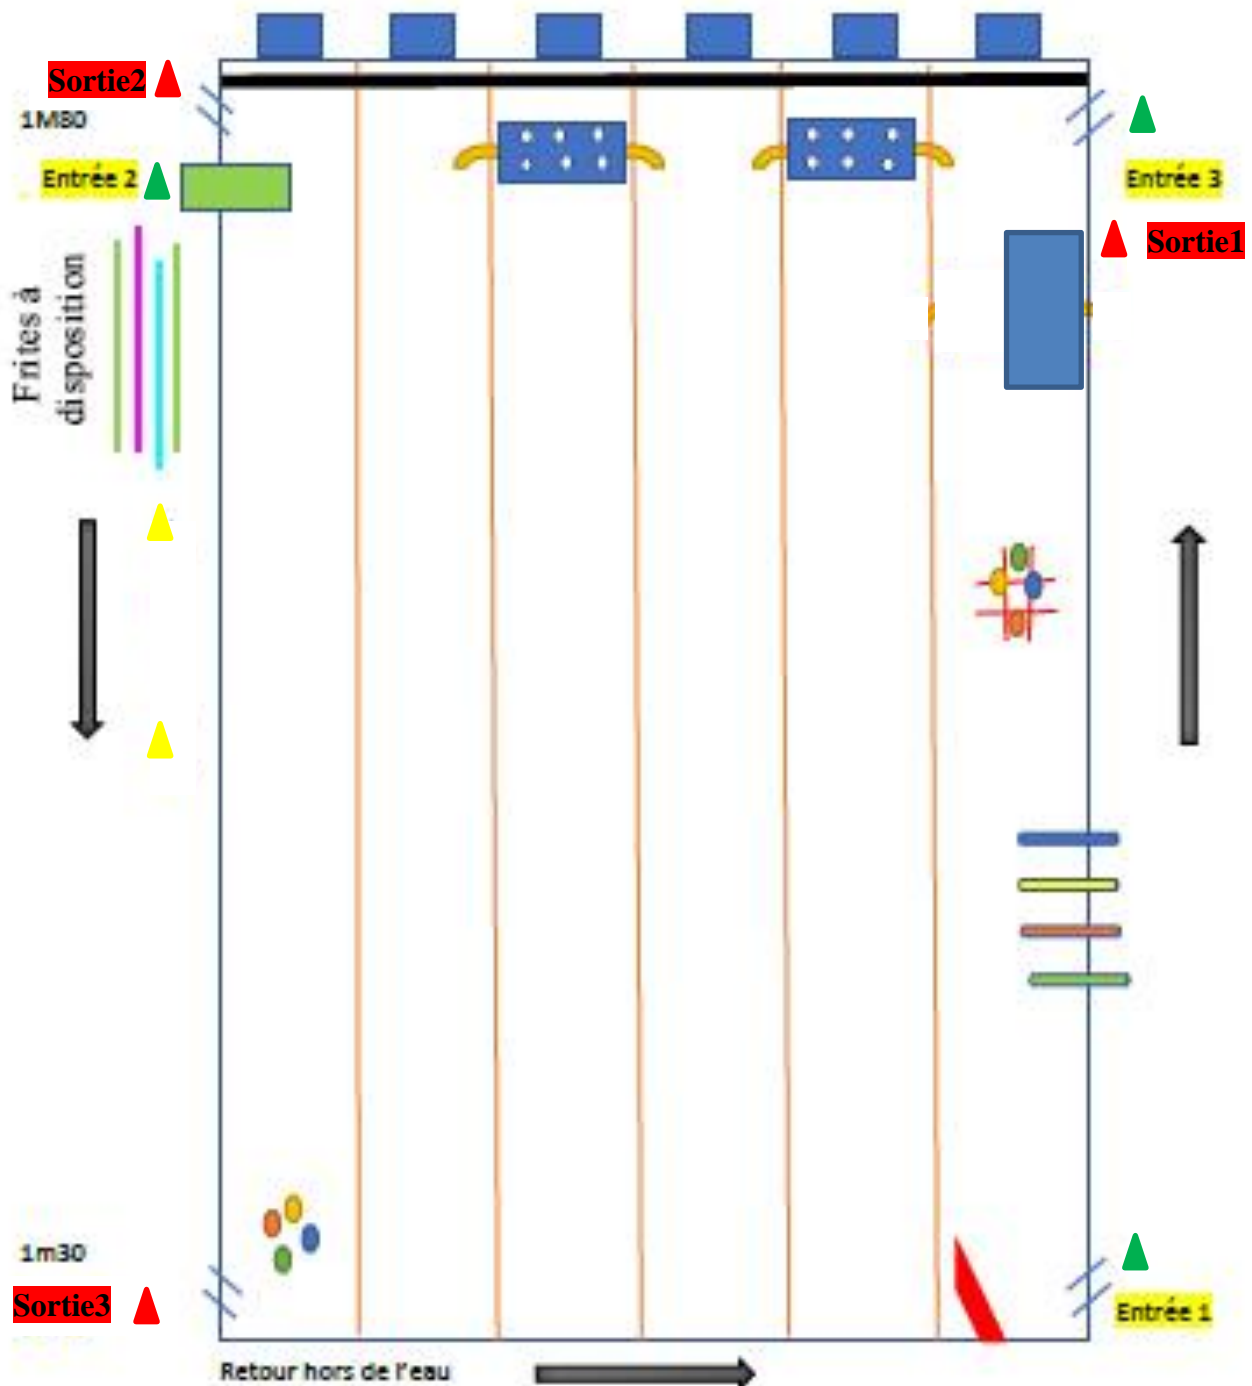 Sortie2
1M80
Entrée 2
Entrée 3
Sortie1
Frites à
disposition
1m30
Sortie3
Entrée 1
Retour hors de l'eau